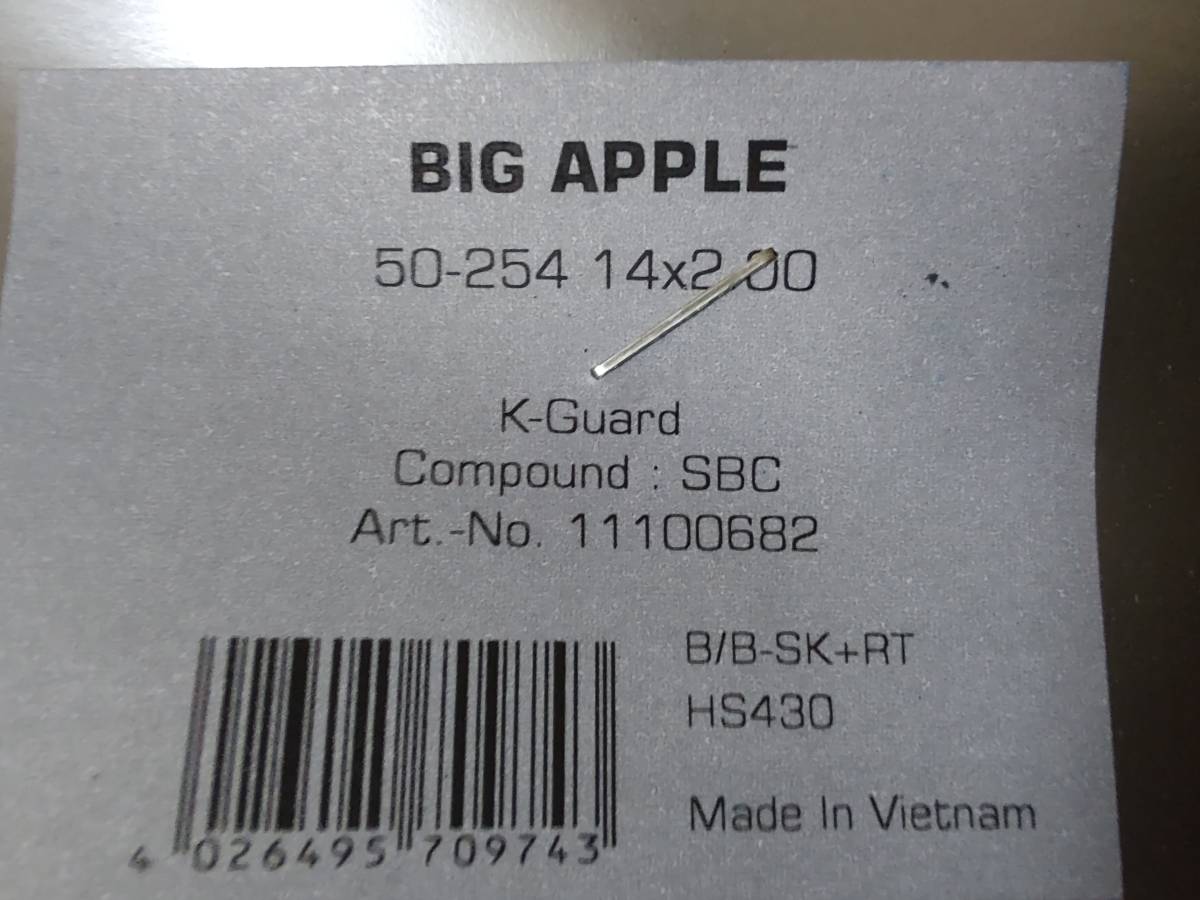 BIG APPLE
50-254 14x2.00
K-Guard
Compound : SBC
Art.-No. 11100682
B/B-SK+RT
HS430
Made In Vietnam
4 026495 709743